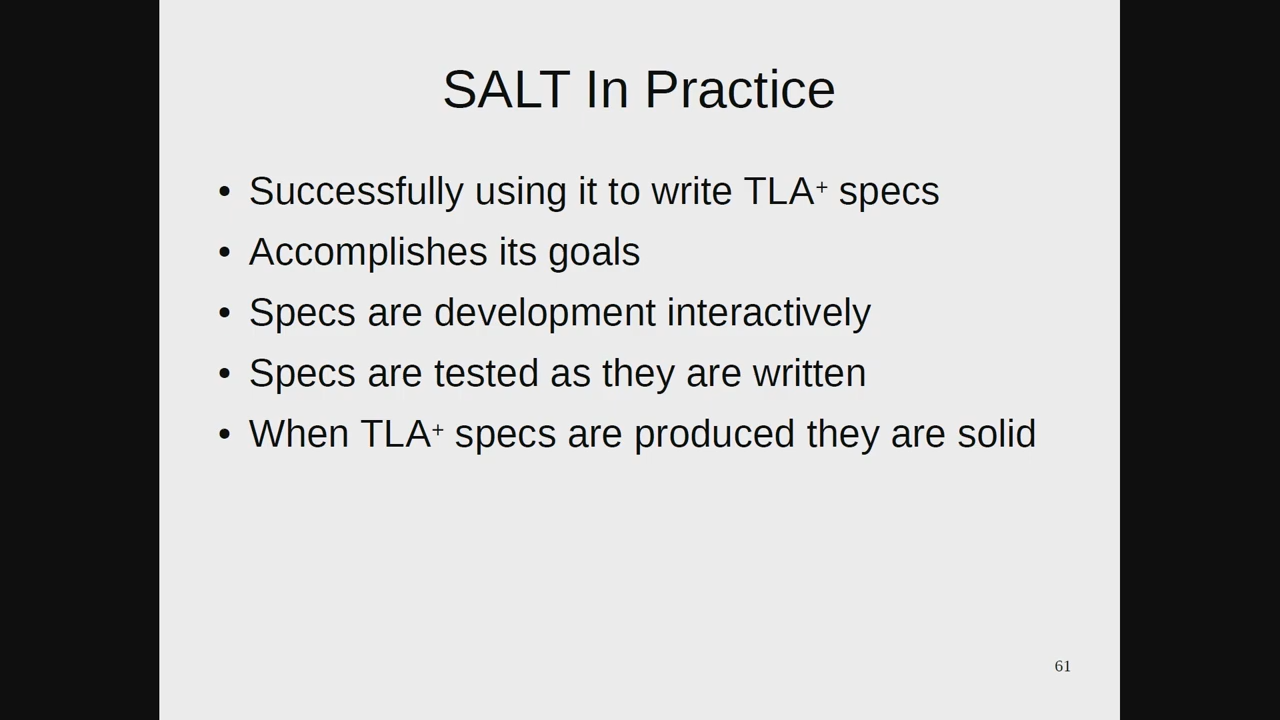 SALT In Practice
• Successfully using it to write TLA⁺ specs
• Accomplishes its goals
• Specs are development interactively
• Specs are tested as they are written
• When TLA⁺ specs are produced they are solid
61